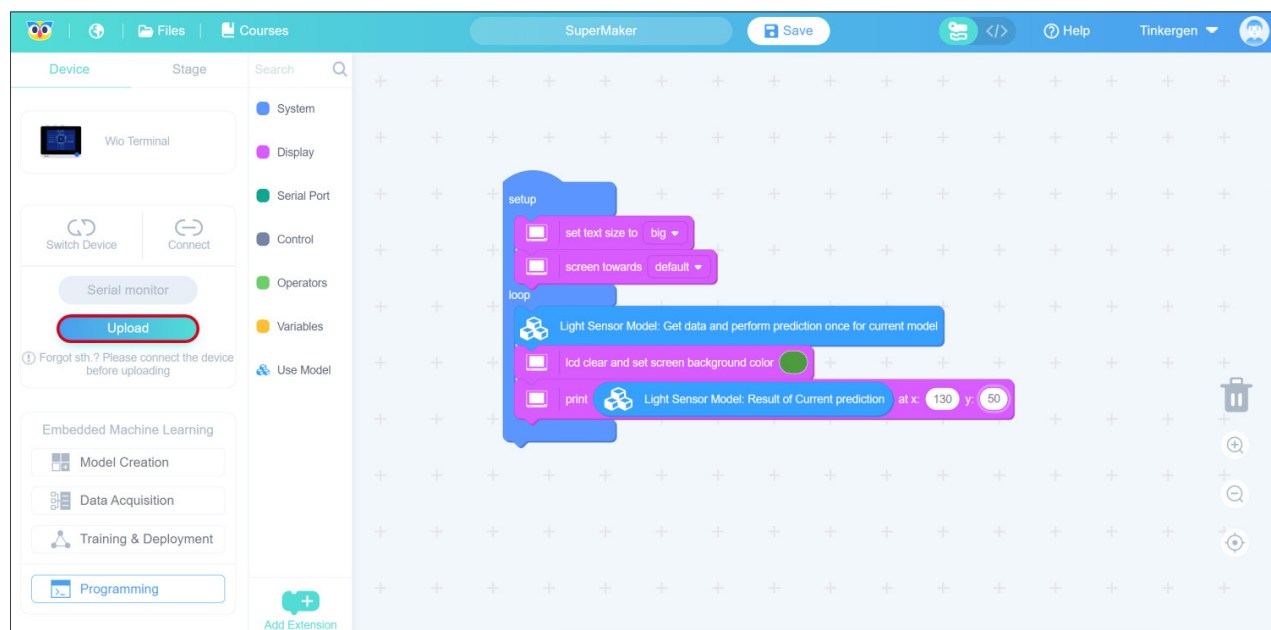 Files
Courses
SuperMaker
Save
</>
Help
Tinkergen
Device
Stage
Search
Wio Terminal
Switch Device
Connect
Serial monitor
Upload
Forgot sth.? Please connect the device
before uploading
Embedded Machine Learning
Model Creation
Data Acquisition
Training & Deployment
Programming
System
Display
Serial Port
Control
Operators
Variables
Use Model
Add Extension
setup
set text size to big
screen towards default
loop
Light Sensor Model: Get data and perform prediction once for current model
lcd clear and set screen background color
print Light Sensor Model: Result of Current prediction at x: 130 y: 50